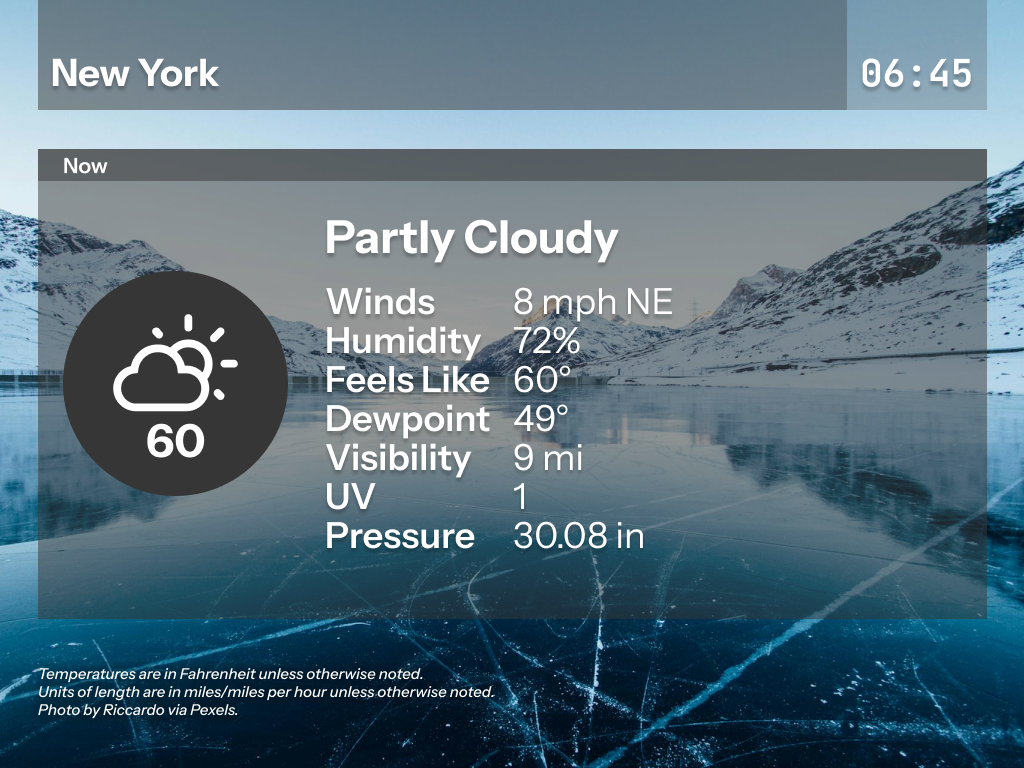 New York
06:45
Now
Partly Cloudy
Winds 8 mph NE
Humidity 72%
Feels Like 60°
Dewpoint 49°
Visibility 9 mi
UV 1
Pressure 30.08 in
60
Temperatures are in Fahrenheit unless otherwise noted.
Units of length are in miles/miles per hour unless otherwise noted.
Photo by Riccardo via Pexels.